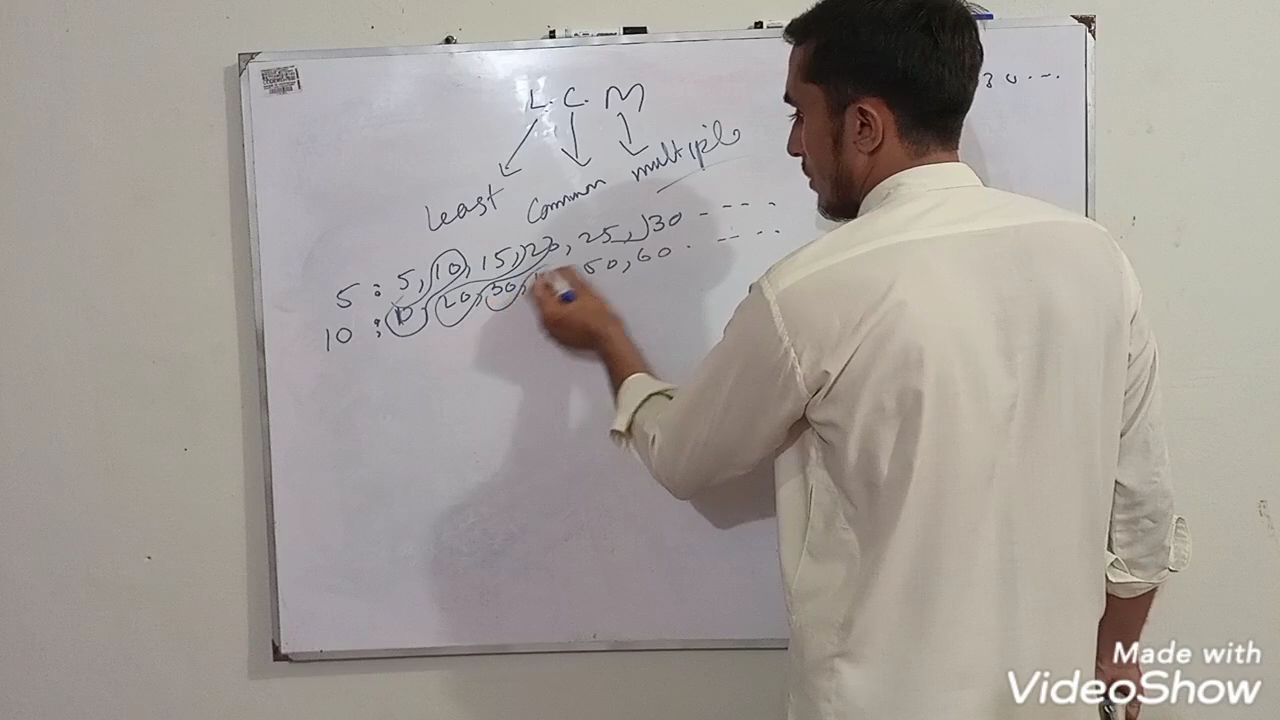 L. C. M
Least Common multiple
30 ...
5 : 5, 10, 15, 20, 25, 30 - - - -
10 : 10, 20, 30, 50, 60 . - - . .
Made with
VideoShow